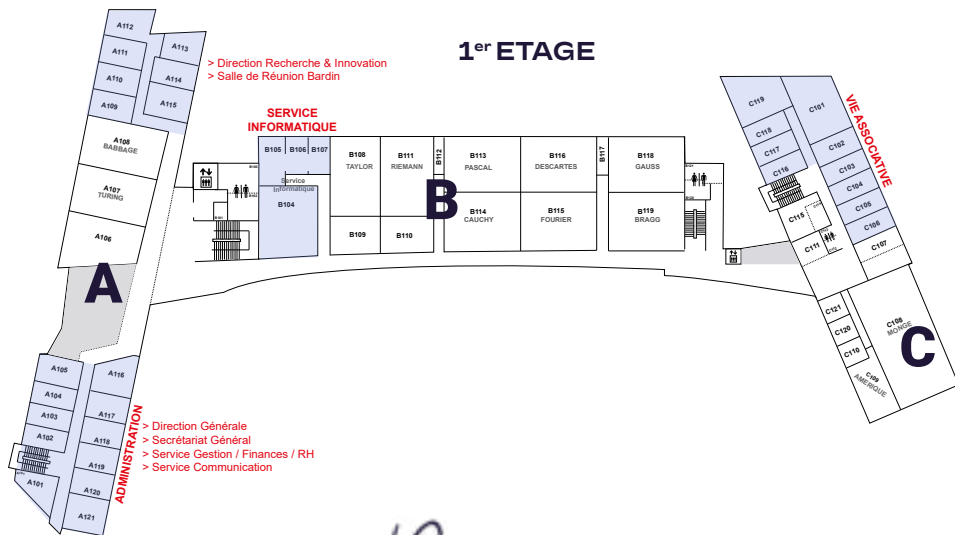 1er ETAGE
A112
A113
A111
A110
A114
A109
A115
> Direction Recherche & Innovation
> Salle de Réunion Bardin
A108
BABBAGE
A107
TURING
A106
A
A105
A104
A103
A102
A101
A116
A117
A118
A119
A120
A121
ADMINISTRATION
> Direction Générale
> Secrétariat Général
> Service Gestion / Finances / RH
> Service Communication
SERVICE
INFORMATIQUE
B105
B106
B107
Service
Informatique
B104
B108
TAYLOR
B111
RIEMANN
B112
B113
PASCAL
B116
DESCARTES
B117
B118
GAUSS
B
B109
B110
B114
CAUCHY
B115
FOURIER
B119
BRAGG
C119
C101
VIE ASSOCIATIVE
C118
C117
C116
C102
C103
C104
C105
C106
C115
C111
C107
C121
C120
C110
C108
MONGE
C109
AMERIQUE
C